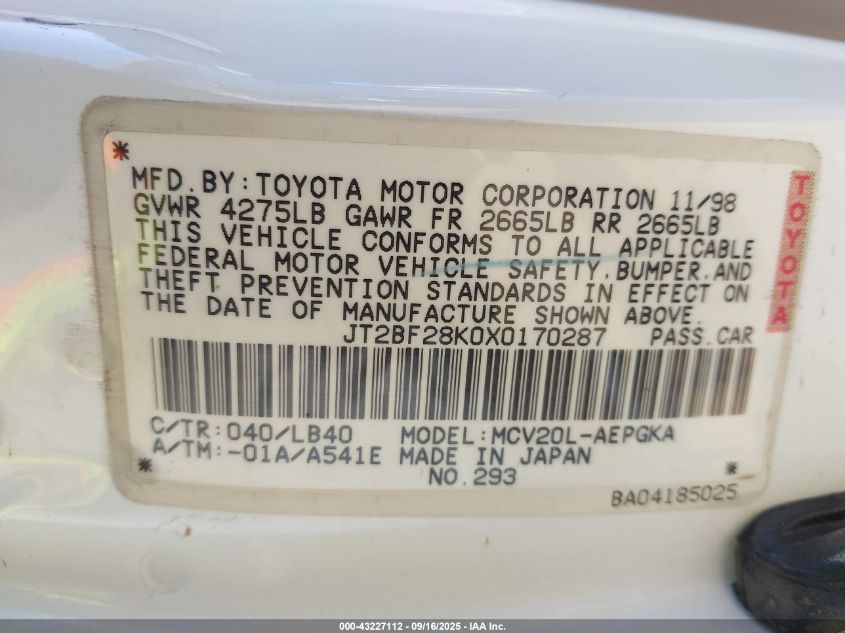 MFD. BY: TOYOTA MOTOR CORPORATION 11/98
GVWR 4275LB GAWR FR 2665LB RR 2665LB
THIS VEHICLE CONFORMS TO ALL APPLICABLE
FEDERAL MOTOR VEHICLE SAFETY, BUMPER, AND
THEFT PREVENTION STANDARDS IN EFFECT ON
THE DATE OF MANUFACTURE SHOWN ABOVE.
JT2BF28K0X0170287 PASS. CAR
C/TR: 040/LB40 MODEL: MCV20L-AEPGKA
A/TM: -01A/A541E MADE IN JAPAN
NO. 293
BA04185025
TOYOTA
000-43227112 - 09/16/2025 - IAA Inc.